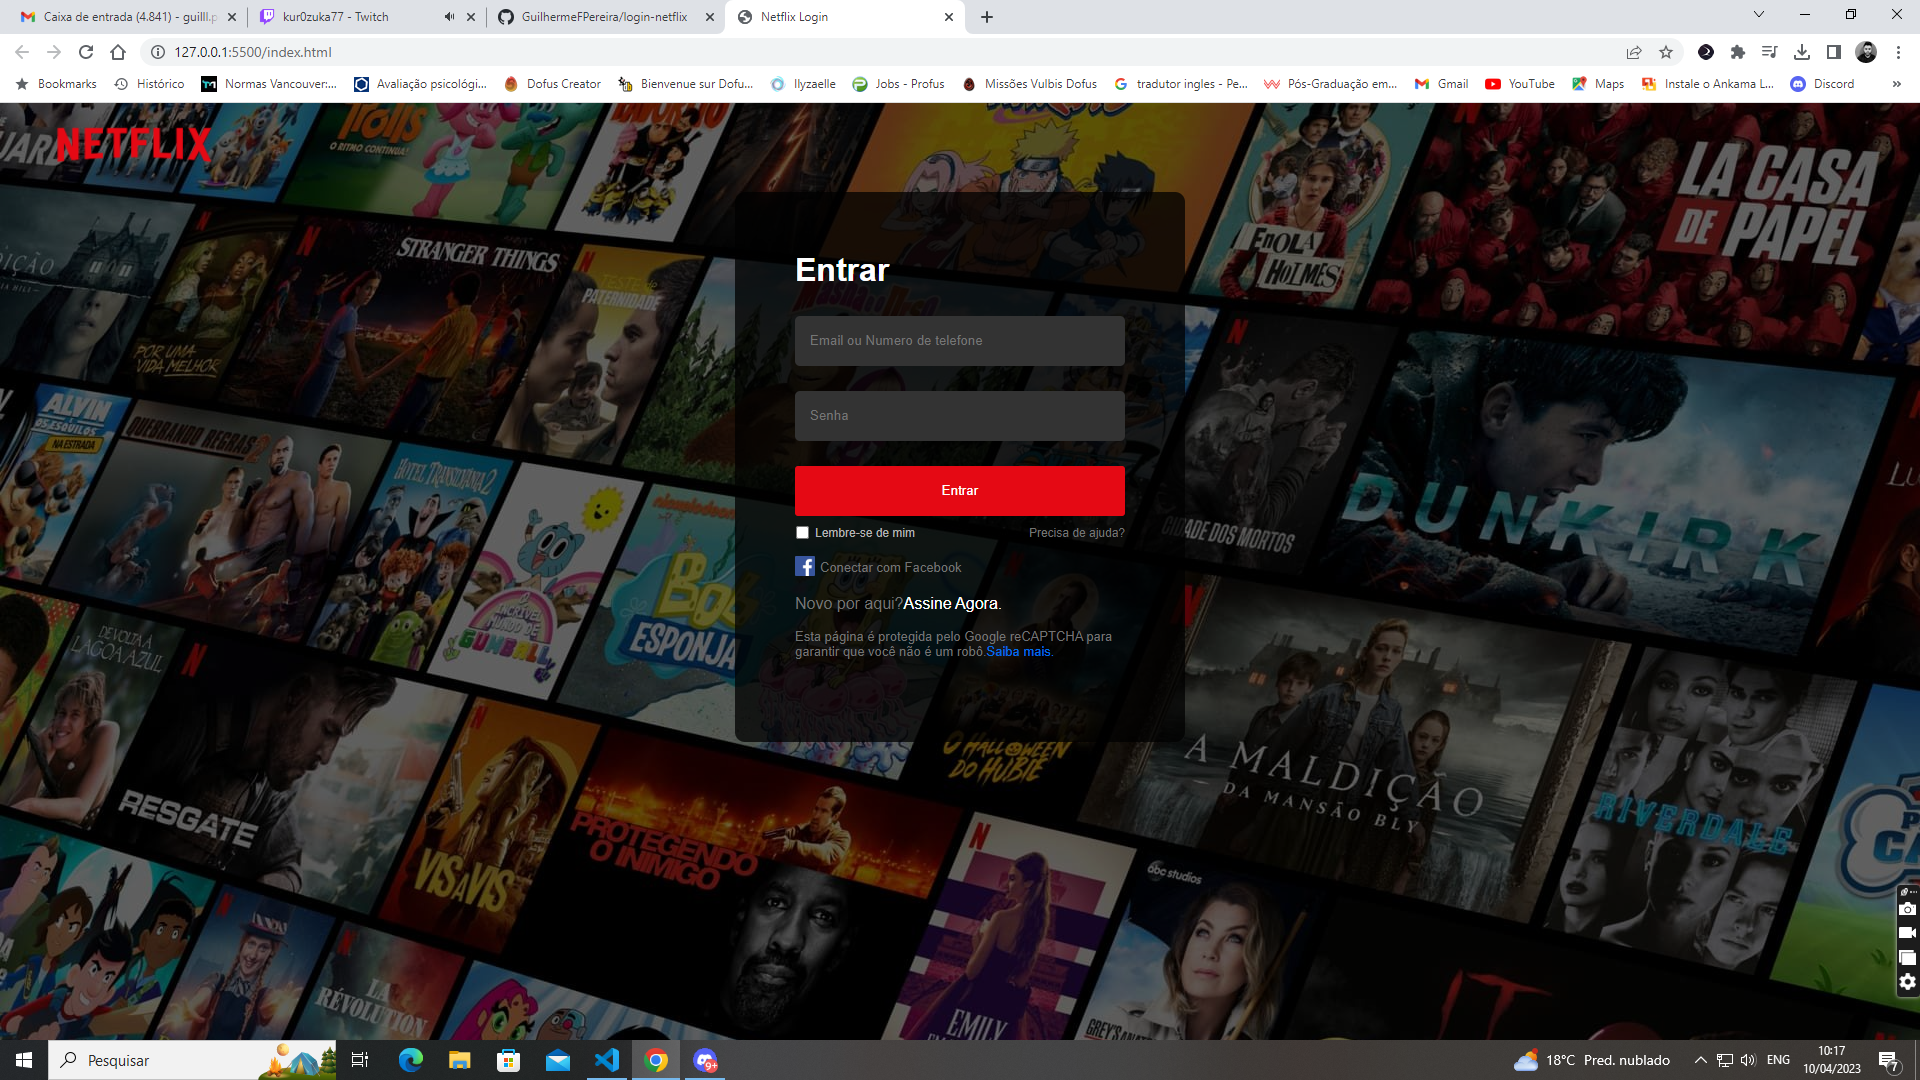 Caixa de entrada (4.841) - guilll.p
kur0zuka77 - Twitch
GuilhermeFPereira/login-netflix
Netflix Login
127.0.0.1:5500/index.html
Bookmarks
Histórico
Normas Vancouver:...
Avaliação psicológi...
Dofus Creator
Bienvenue sur Dofu...
Ilyzaelle
Jobs - Profus
Missões Vulbis Dofus
tradutor ingles - Pe...
Pós-Graduação em...
Gmail
YouTube
Maps
Instale o Ankama L...
Discord
NETFLIX
O RITMO CONTINUA!
LA CASA
DE PAPEL
ENOLA
HOLMES
STRANGER THINGS
TESTE DE
PATERNIDADE
POR UMA
VIDA MELHOR
Entrar
Email ou Numero de telefone
Senha
Entrar
Lembre-se de mim
Precisa de ajuda?
Conectar com Facebook
Novo por aqui?Assine Agora.
Esta página é protegida pelo Google reCAPTCHA para
garantir que você não é um robô.Saiba mais.
ALVIN
E OS ESQUILOS
NA ESTRADA
QUEBRANDO REGRAS 2
HOTEL TRANSILVÂNIA 2
nickelodeon
BOB
ESPONJA
O INCRÍVEL
MUNDO DE
GUMBALL
CIDADE DOS MORTOS
DUNKIRK
DE VOLTA À
LAGOA AZUL
RESGATE
VIS A VIS
PROTEGENDO
O INIMIGO
O HALLOWEEN
DO HUBIE
A MALDIÇÃO
DA MANSÃO BLY
RIVERDALE
abc studios
LA
RÉVOLUTION
EMILY
GREY'S ANATOMY
IT
Pesquisar
9+
18°C Pred. nublado
ENG
10:17
10/04/2023
7